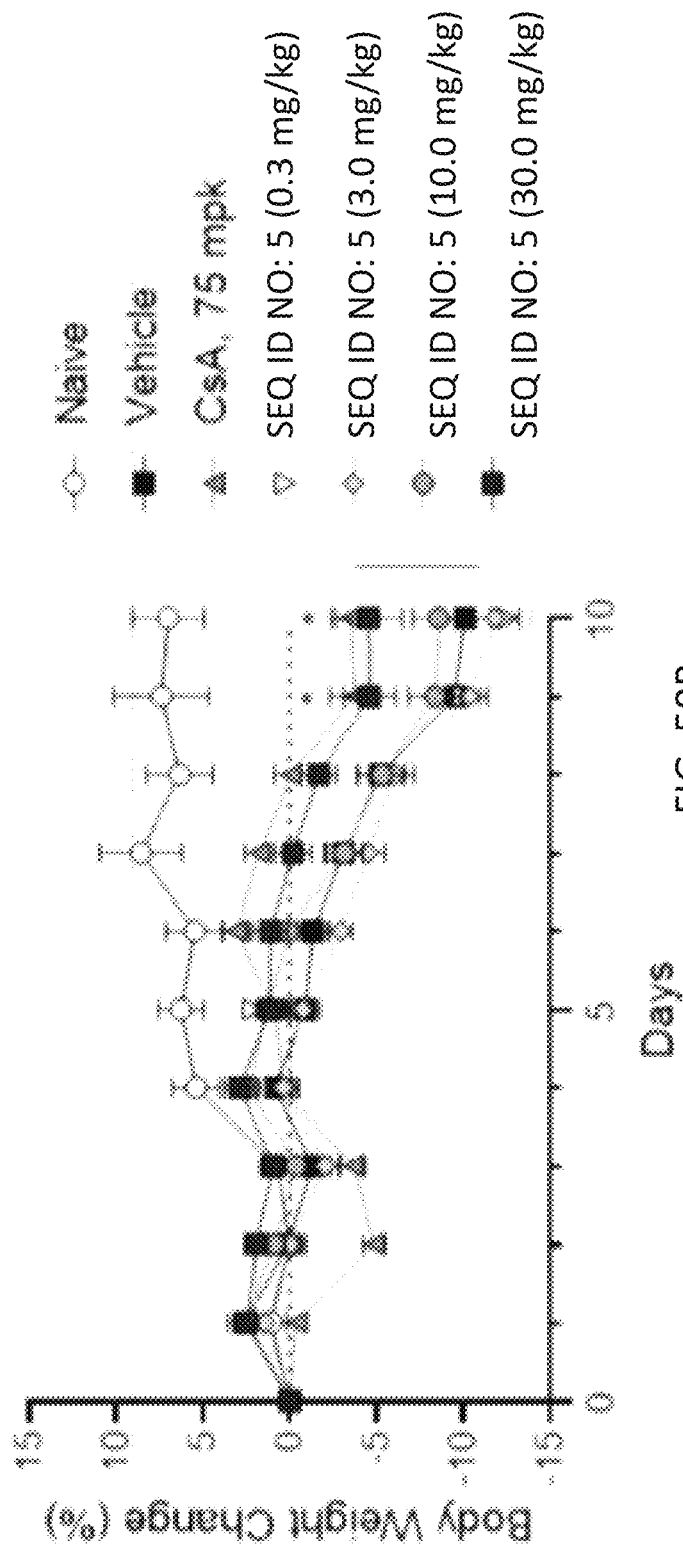 Body Weight Change (%)
15
10
5
0
-5
-10
-15
0
5
10
Days
Naïve
Vehicle
CsA, 75 mpk
SEQ ID NO: 5 (0.3 mg/kg)
SEQ ID NO: 5 (3.0 mg/kg)
SEQ ID NO: 5 (10.0 mg/kg)
SEQ ID NO: 5 (30.0 mg/kg)
FIG.